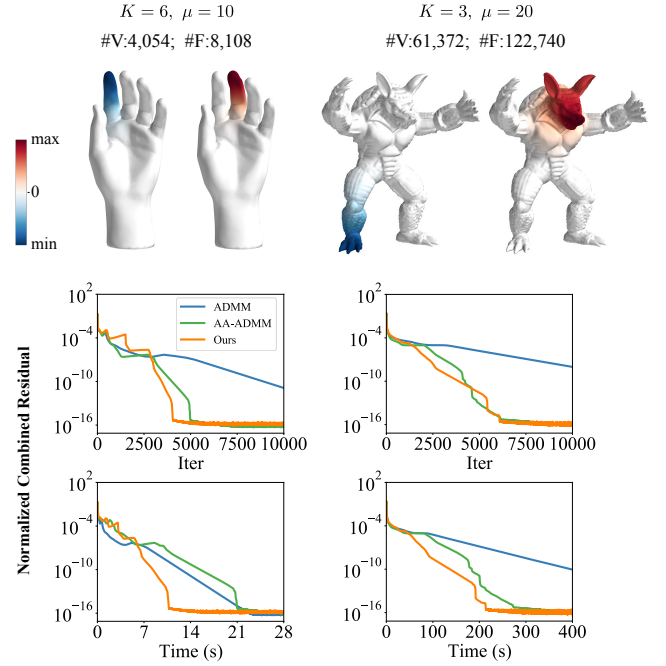 K = 6, μ = 10
#V:4,054; #F:8,108
K = 3, μ = 20
#V:61,372; #F:122,740
max
0
min
Normalized Combined Residual
10^2
10^-4
10^-10
10^-16
ADMM
AA-ADMM
Ours
0 2500 5000 7500 10000
Iter
10^2
10^-4
10^-10
10^-16
0 2500 5000 7500 10000
Iter
10^2
10^-4
10^-10
10^-16
0 7 14 21 28
Time (s)
10^2
10^-4
10^-10
10^-16
0 100 200 300 400
Time (s)